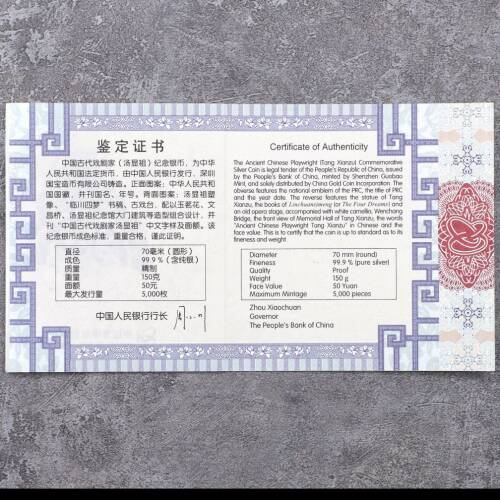 鉴定证书
中国古代戏剧家（汤显祖）纪念银币，为中华
人民共和国法定货币，由中国人民银行发行，深圳
国宝造币有限公司铸造。正面图案：中华人民共和
国国徽，并刊国名、年号。背面图案：汤显祖塑
像、“临川四梦”书稿、古戏台，配以玉茗花、文
昌桥、汤显祖纪念馆大门建筑等造型组合设计，并
刊“中国古代戏剧家汤显祖”中文字样及面额。该
纪念银币成色标准，重量合格，谨此证明。
直径 70毫米（圆形）
成色 99.9％（含纯银）
质量 精制
重量 150克
面额 50元
最大发行量 5,000枚
中国人民银行行长
Certificate of Authenticity
The Ancient Chinese Playwright (Tang Xianzu) Commemorative
Silver Coin is legal tender of the People's Republic of China, issued
by the People's Bank of China, minted by Shenzhen Guobao
Mint, and solely distributed by China Gold Coin Incorporation. The
obverse features the national emblem of the PRC, the title of PRC
and the year date. The reverse features the statue of Tang
Xianzu, the books of Linchuansimeng (or The Four Dreams) and
an old opera stage, accompanied with white camellia, Wenchang
Bridge, the front view of Memorial Hall of Tang Xianzu, the words
"Ancient Chinese Playwright Tang Xianzu" in Chinese and the
face value. This is to certify that the coin is up to standard as to its
fineness and weight
Diameter 70 mm (round)
Fineness 99.9 % (pure silver)
Quality Proof
Weight 150 g
Face Value 50 Yuan
Maximum Mintage 5,000 pieces
Zhou Xiaochuan
Governor
The People's Bank of China